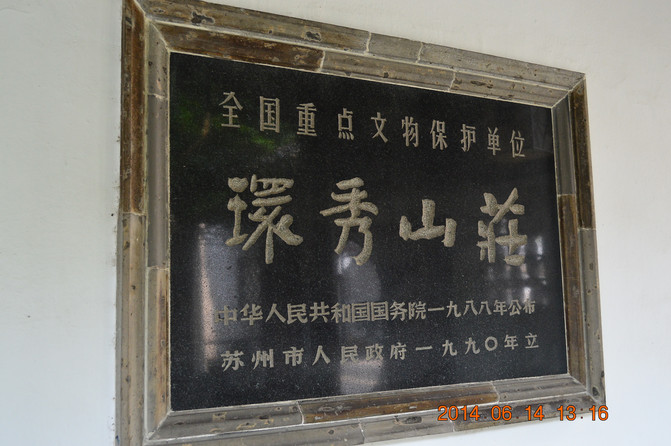 全国重点文物保护单位
環秀山莊
中华人民共和国国务院一九八八年公布
苏州市人民政府一九九〇年立
2014.06.14 13:16